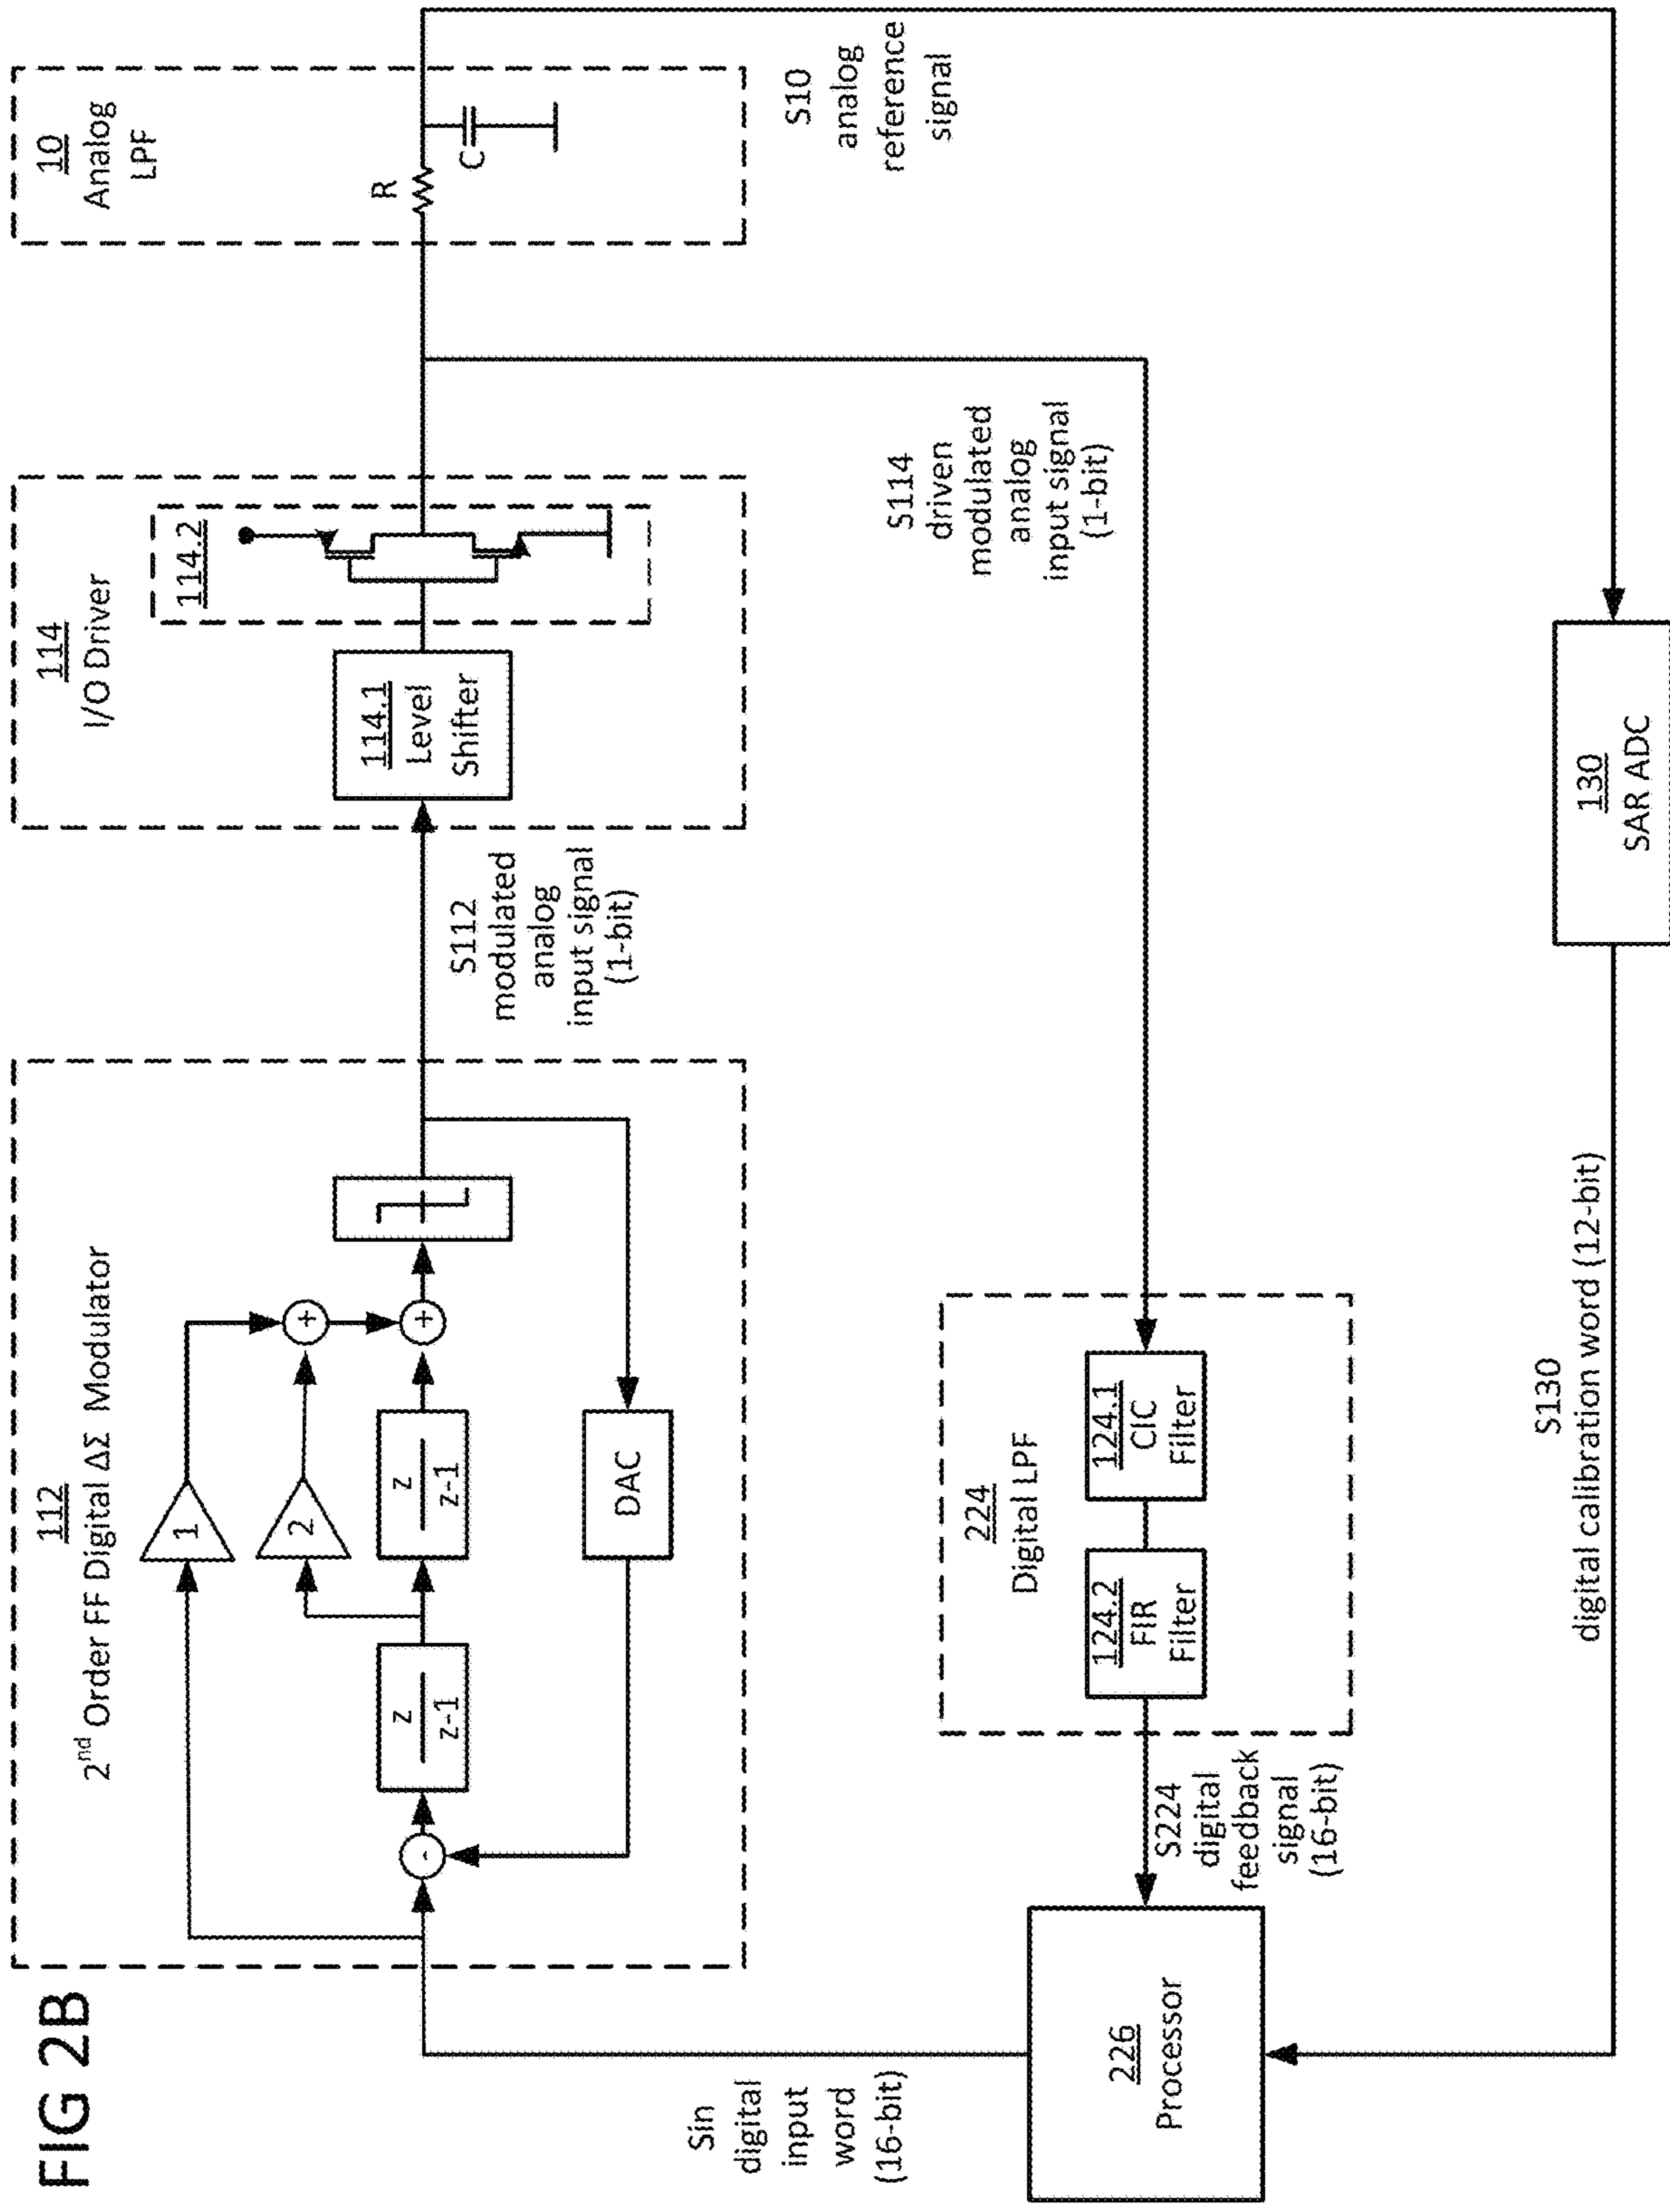 FIG 2B
112
2nd Order FF Digital ΔΣ Modulator
1
2
z
z-1
z
z-1
-
+
+
DAC
S112
modulated
analog
input signal
(1-bit)
114
I/O Driver
114.1
Level
Shifter
114.2
10
Analog
LPF
R
C
S10
analog
reference
signal
S114
driven
modulated
analog
input signal
(1-bit)
Sin
digital
input
word
(16-bit)
226
Processor
S224
digital
feedback
signal
(16-bit)
224
Digital LPF
124.2
FIR
Filter
124.1
CIC
Filter
S130
digital calibration word (12-bit)
130
SAR ADC